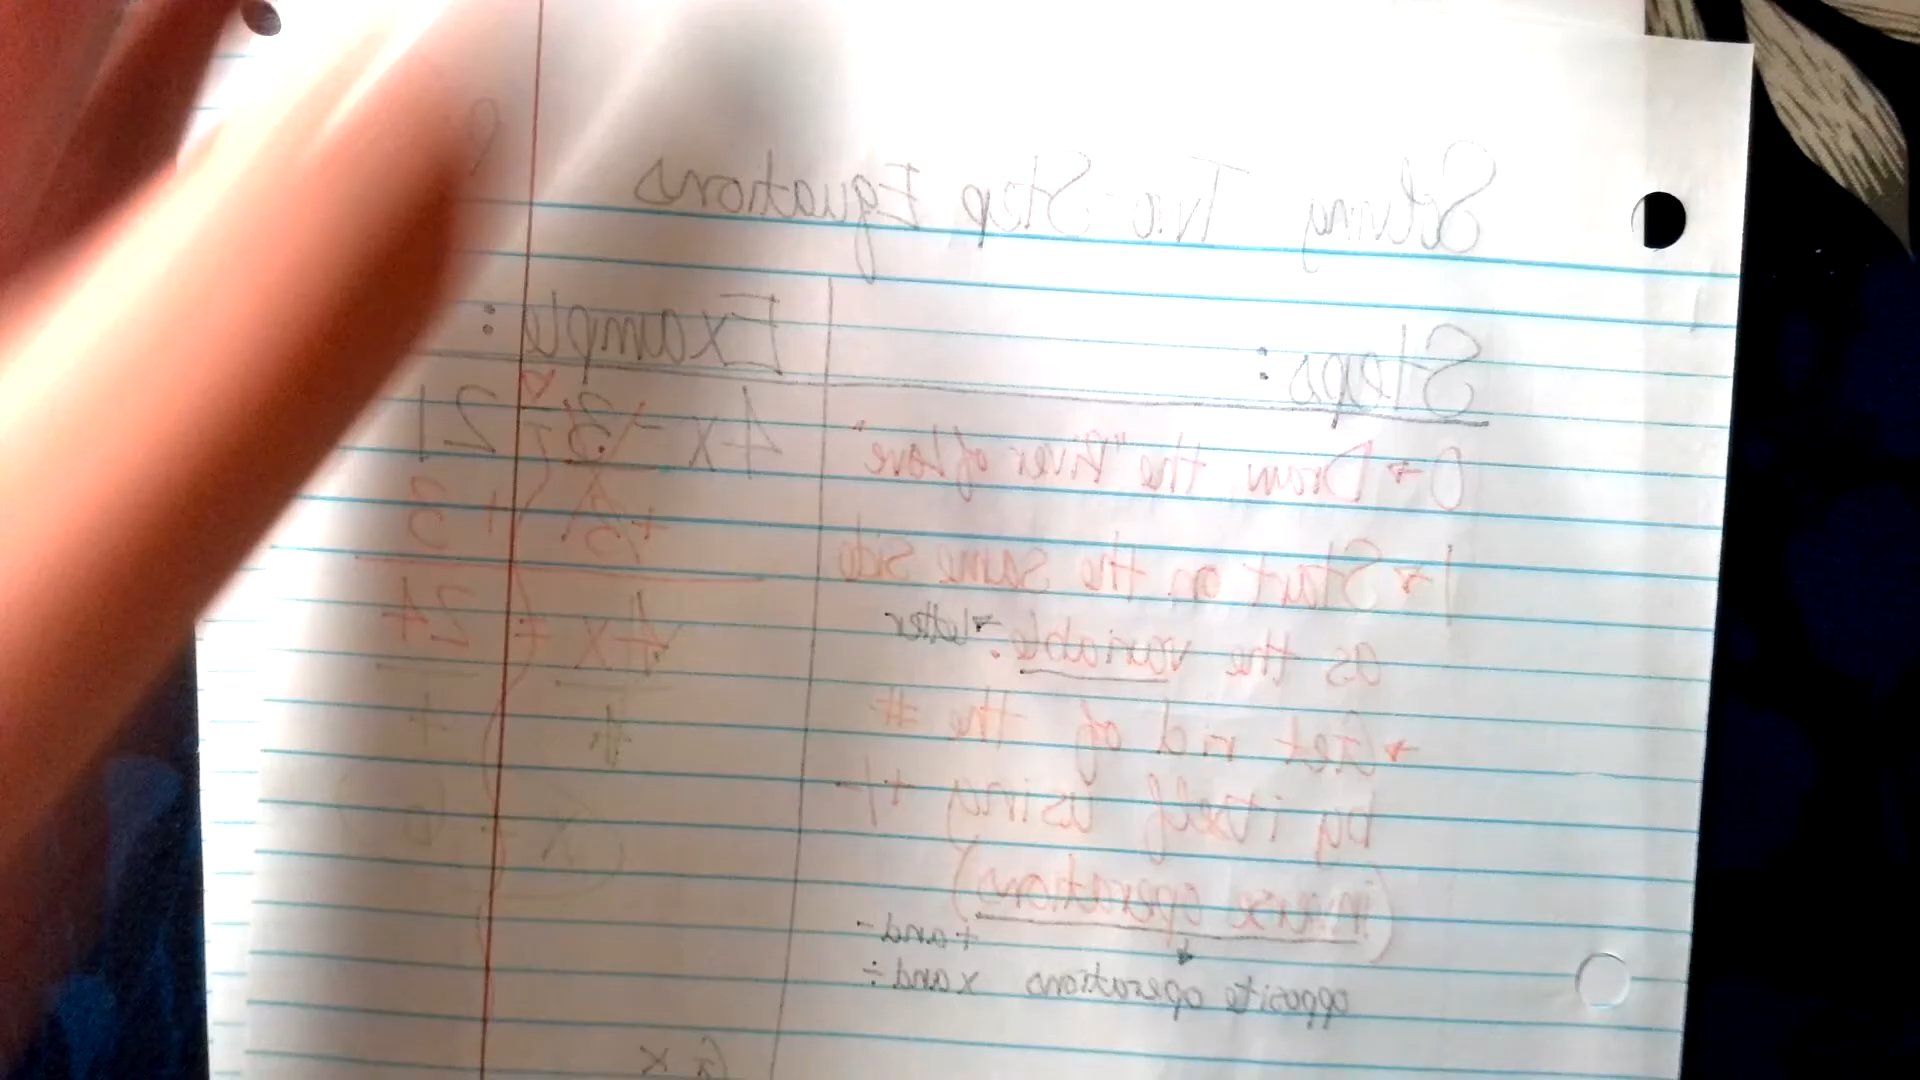 Solving Two-Step Equations
Steps:
0 → Draw the "River of Love"
1 → Start on the same side
as the variable. → letter
→ Get rid of the #
by itself using +/-
(inverse operations)
+ and -
opposite operations x and ÷
Example:
4x - 3 = 21
+3 +3
4x = 24
4 4
x = 6